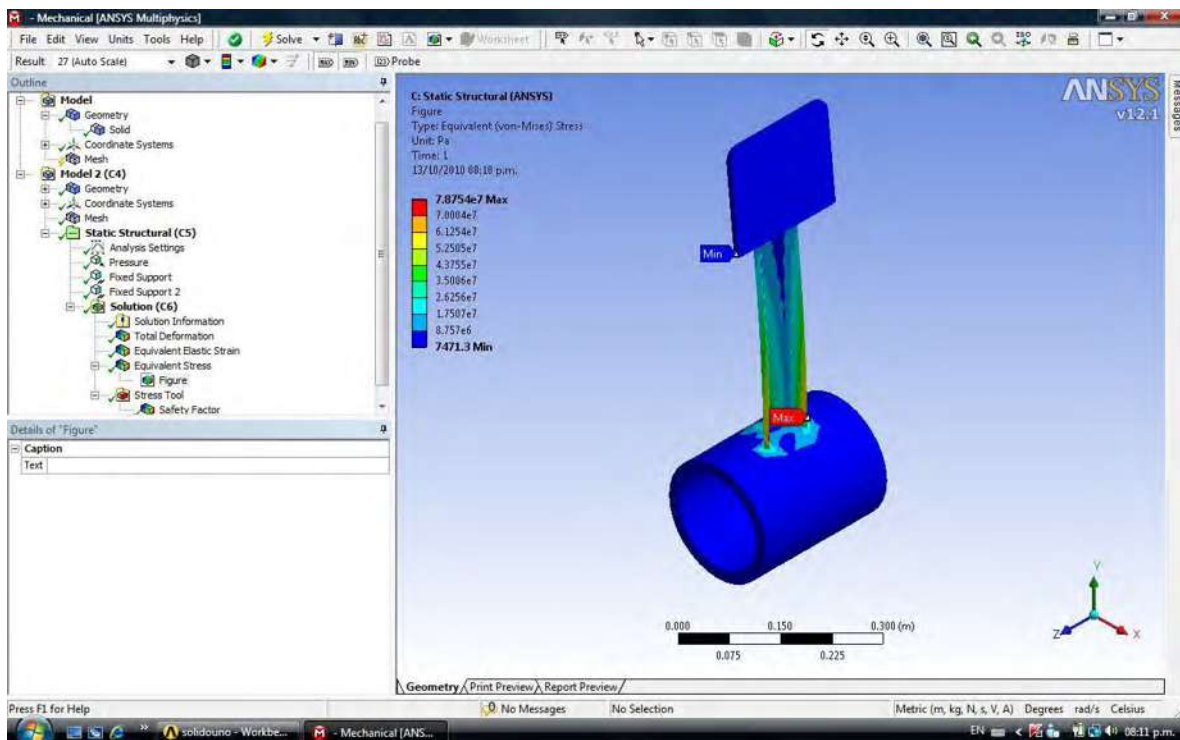 - Mechanical [ANSYS Multiphysics]
File Edit View Units Tools Help Solve Worksheet
Result 27 (Auto Scale) MAX MIN Probe
Outline
Model
Geometry
Solid
Coordinate Systems
Mesh
Model 2 (C4)
Geometry
Coordinate Systems
Mesh
Static Structural (C5)
Analysis Settings
Pressure
Fixed Support
Fixed Support 2
Solution (C6)
Solution Information
Total Deformation
Equivalent Elastic Strain
Equivalent Stress
Figure
Stress Tool
Safety Factor
Details of "Figure"
Caption
Text
C: Static Structural (ANSYS)
Figure
Type: Equivalent (von-Mises) Stress
Unit: Pa
Time: 1
13/10/2010 08:10 p.m.
7.8754e7 Max
7.0004e7
6.1254e7
5.2505e7
4.3755e7
3.5006e7
2.6256e7
1.7507e7
8.757e6
7471.3 Min
ANSYS
v12.1
Messages
Min
Max
0.000 0.150 0.300 (m)
0.075 0.225
Y
Z X
Geometry Print Preview Report Preview
Press F1 for Help No Messages No Selection Metric (m, kg, N, s, V, A) Degrees rad/s Celsius
solidouno - Workbe... - Mechanical [ANS... EN 08:11 p.m.